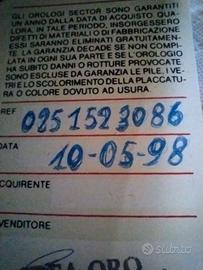 GLI OROLOGI SECTOR SONO GARANTITI
UN ANNO DALLA DATA DI ACQUISTO. QUA
LORA, IN TALE PERIODO, INSORGESSERO
DIFETTI DI MATERIALI O DI FABBRICAZIONE
ESSI SARANNO ELIMINATI GRATUITAMEN-
TE. LA GARANZIA DECADE SE NON COMPI-
LATA IN OGNI SUA PARTE E SE L'OROLOGIO
HA SUBITO DANNI O ROTTURE PROVOCATE
SONO ESCLUSE DA GARANZIA LE PILE, I VE-
TRI E LO SCOLORIMENTO DELLA PLACCATU-
RA O COLORE DOVUTO AD USURA.
REF 0251523086
DATA 10-05-98
ACQUIRENTE
VENDITORE
ORO
subito